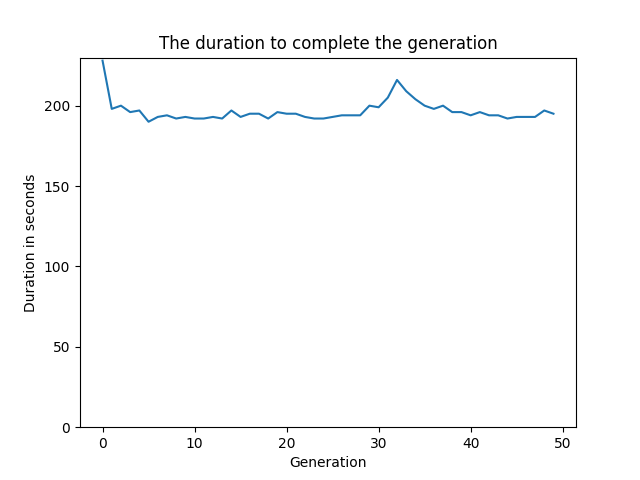 The duration to complete the generation
Duration in seconds
200
150
100
50
0
0 10 20 30 40 50
Generation